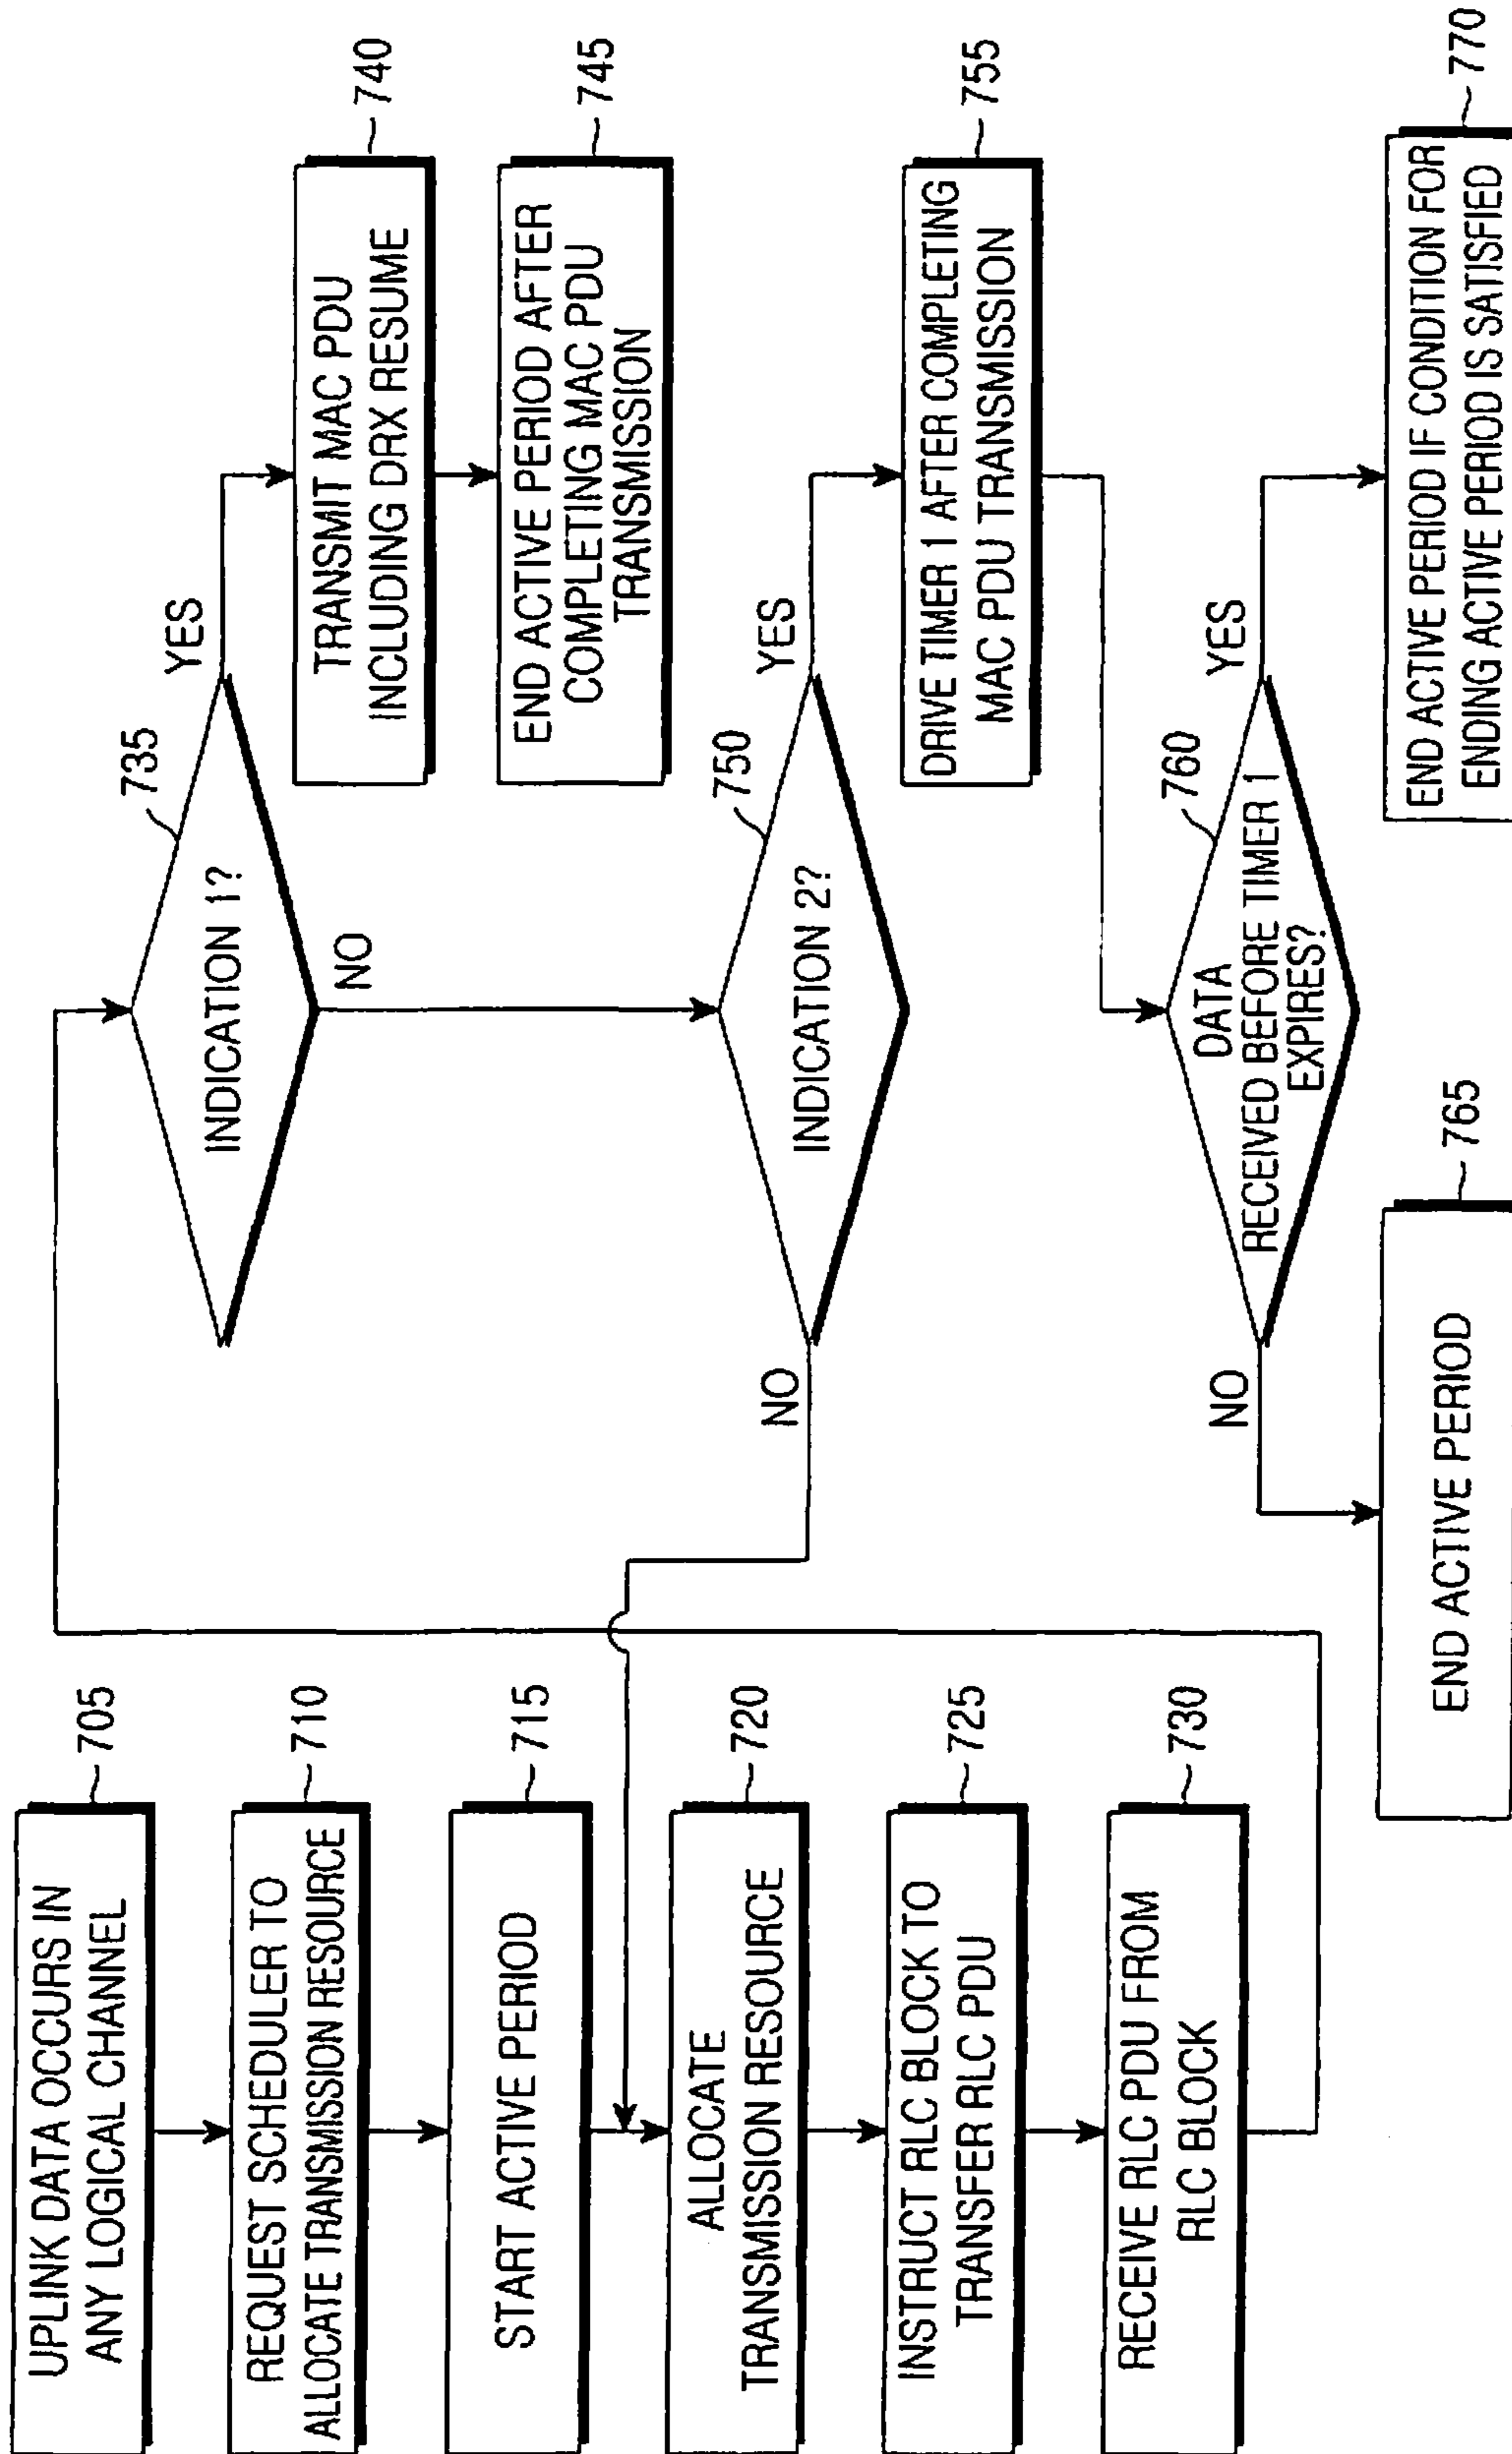 UPLINK DATA OCCURS IN
ANY LOGICAL CHANNEL
705
REQUEST SCHEDULER TO
ALLOCATE TRANSMISSION RESOURCE
710
START ACTIVE PERIOD
715
ALLOCATE
TRANSMISSION RESOURCE
720
INSTRUCT RLC BLOCK TO
TRANSFER RLC PDU
725
RECEIVE RLC PDU FROM
RLC BLOCK
730
INDICATION 1?
735
YES
NO
TRANSMIT MAC PDU
INCLUDING DRX RESUME
740
END ACTIVE PERIOD AFTER
COMPLETING MAC PDU
TRANSMISSION
745
INDICATION 2?
750
YES
NO
DRIVE TIMER 1 AFTER COMPLETING
MAC PDU TRANSMISSION
755
DATA
RECEIVED BEFORE TIMER 1
EXPIRES?
760
YES
NO
END ACTIVE PERIOD
765
END ACTIVE PERIOD IF CONDITION FOR
ENDING ACTIVE PERIOD IS SATISFIED
770